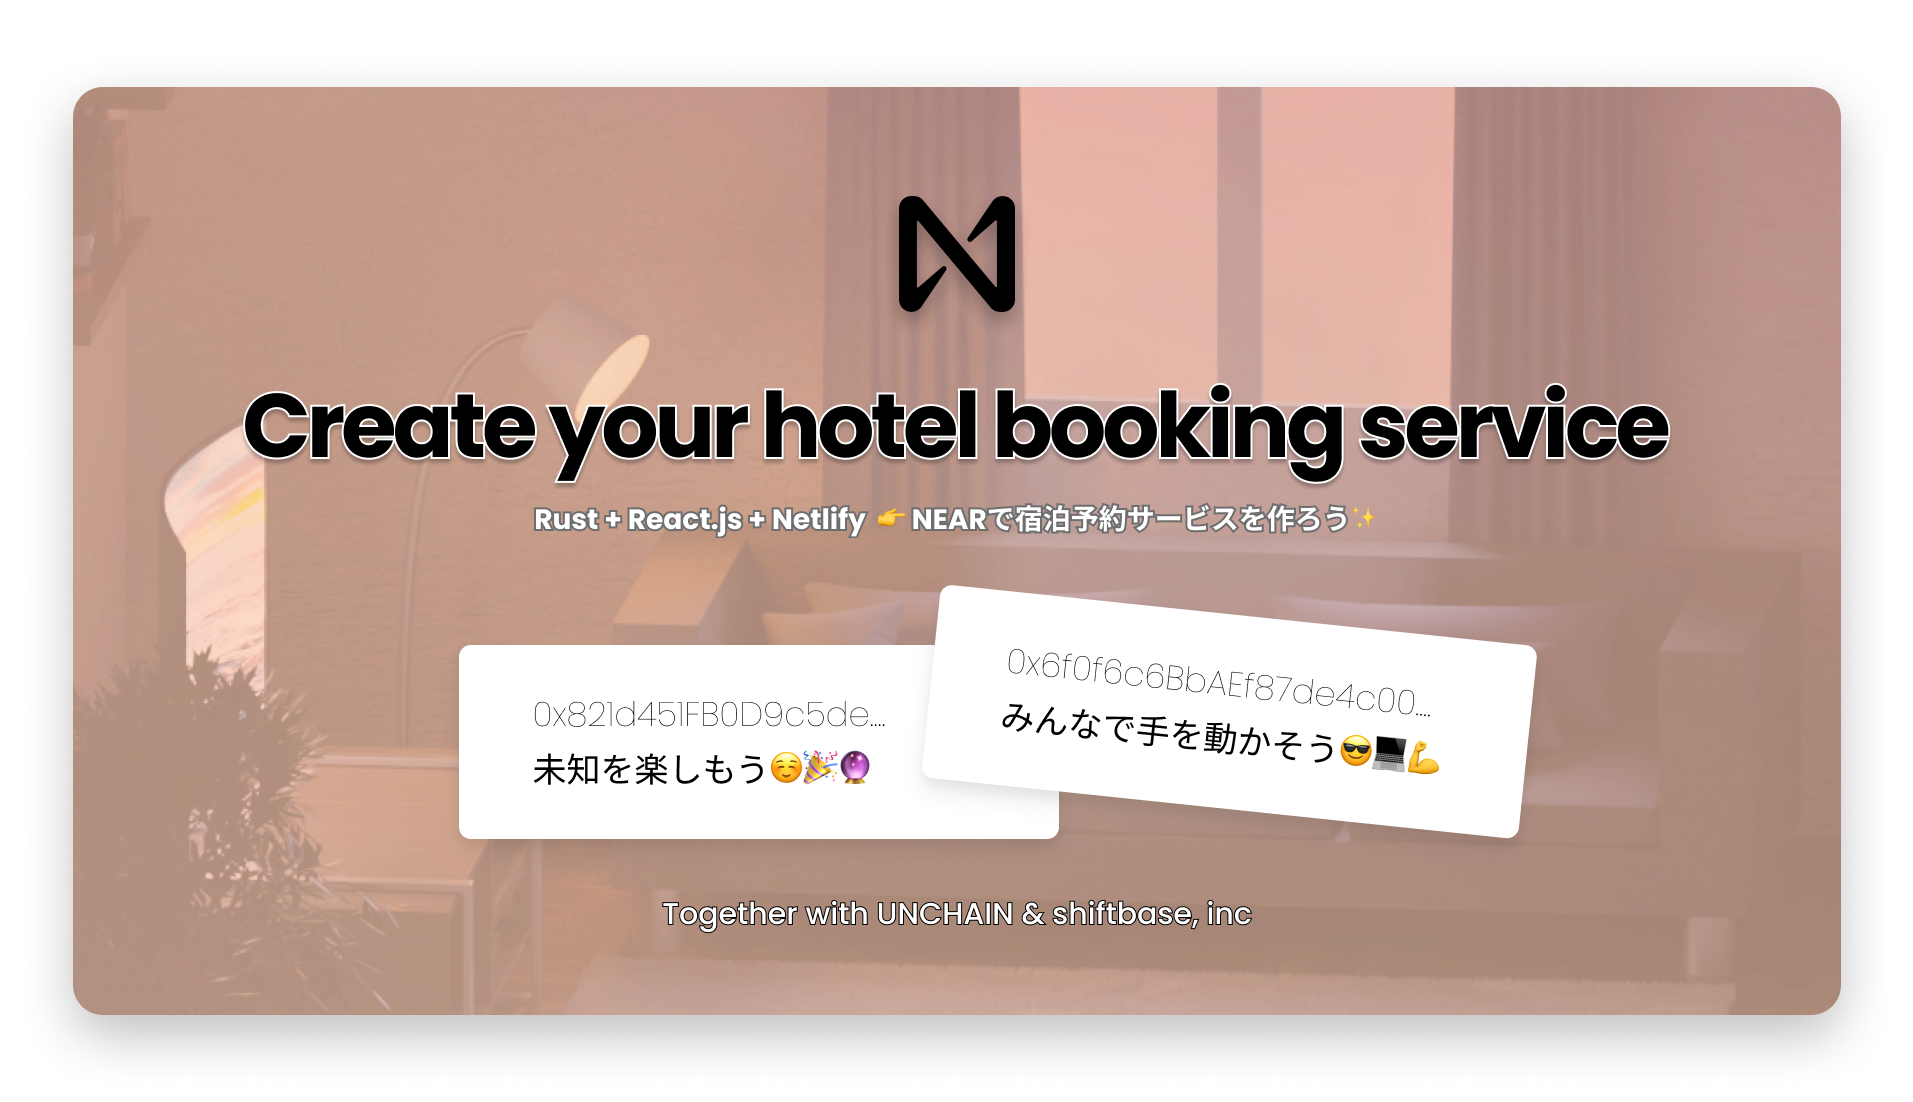 Create your hotel booking service
Rust + React.js + Netlify 👉 NEARで宿泊予約サービスを作ろう✨
0x821d451FB0D9c5de....
未知を楽しもう☺️🎉🔮
0x6f0f6c6BbAEf87de4c00....
みんなで手を動かそう😎💻💪
Together with UNCHAIN & shiftbase, inc